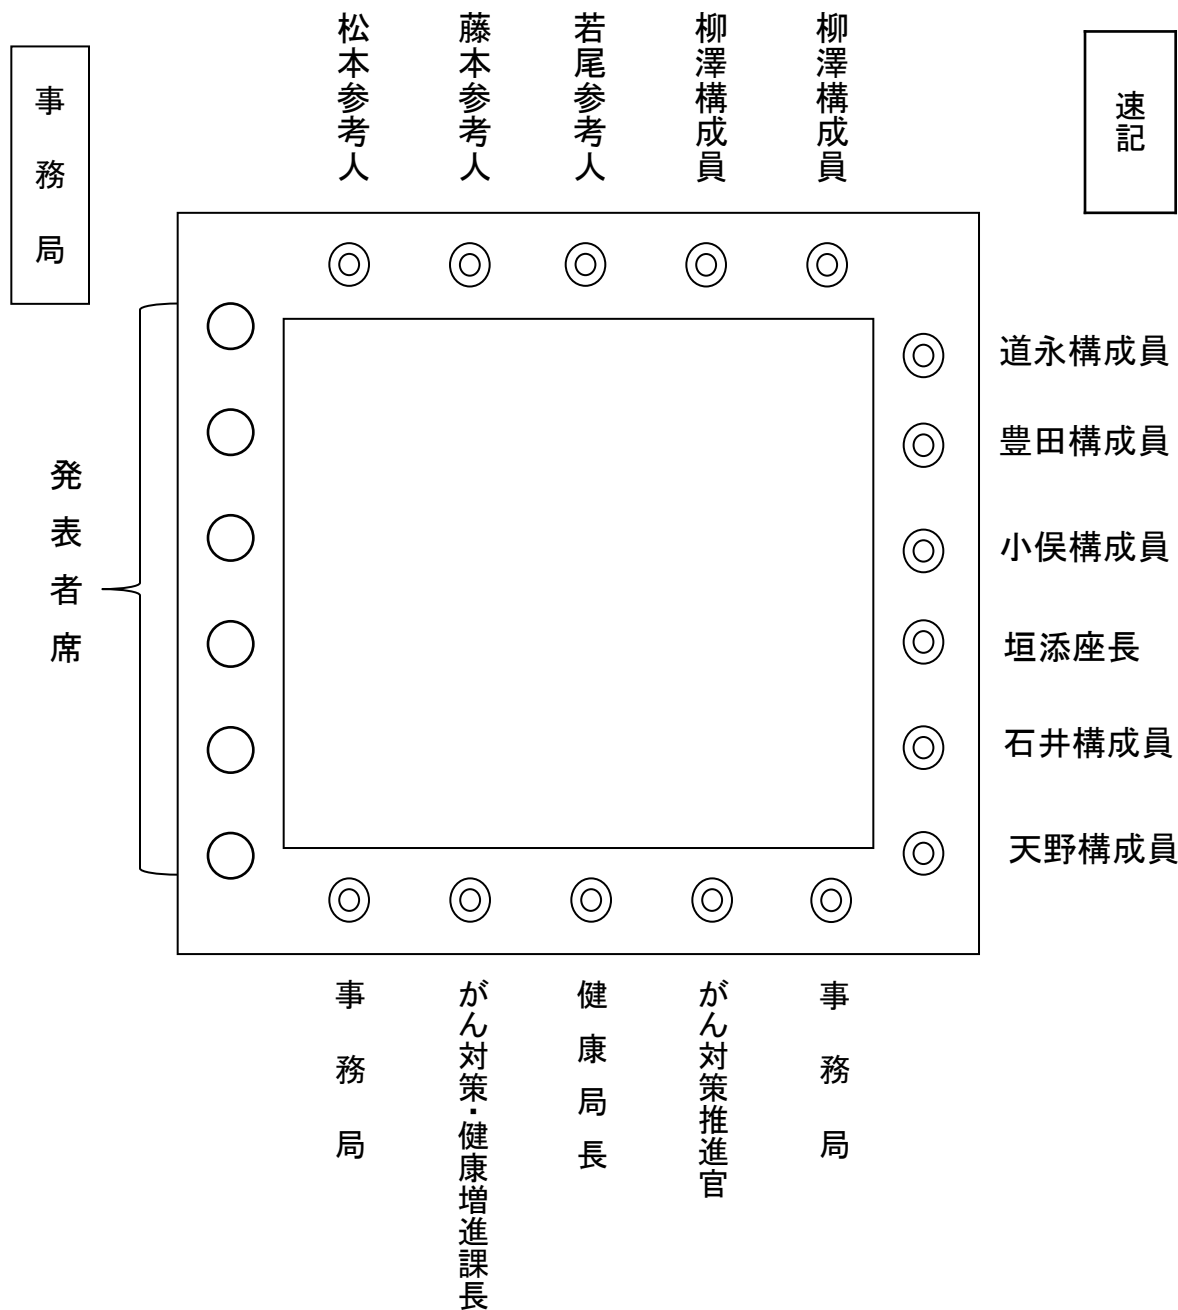 事務局
松本参考人
藤本参考人
若尾参考人
柳澤構成員
柳澤構成員
速記
道永構成員
豊田構成員
小俣構成員
垣添座長
石井構成員
天野構成員
発表者席
事務局
がん対策・健康増進課長
健康局長
がん対策推進官
事務局